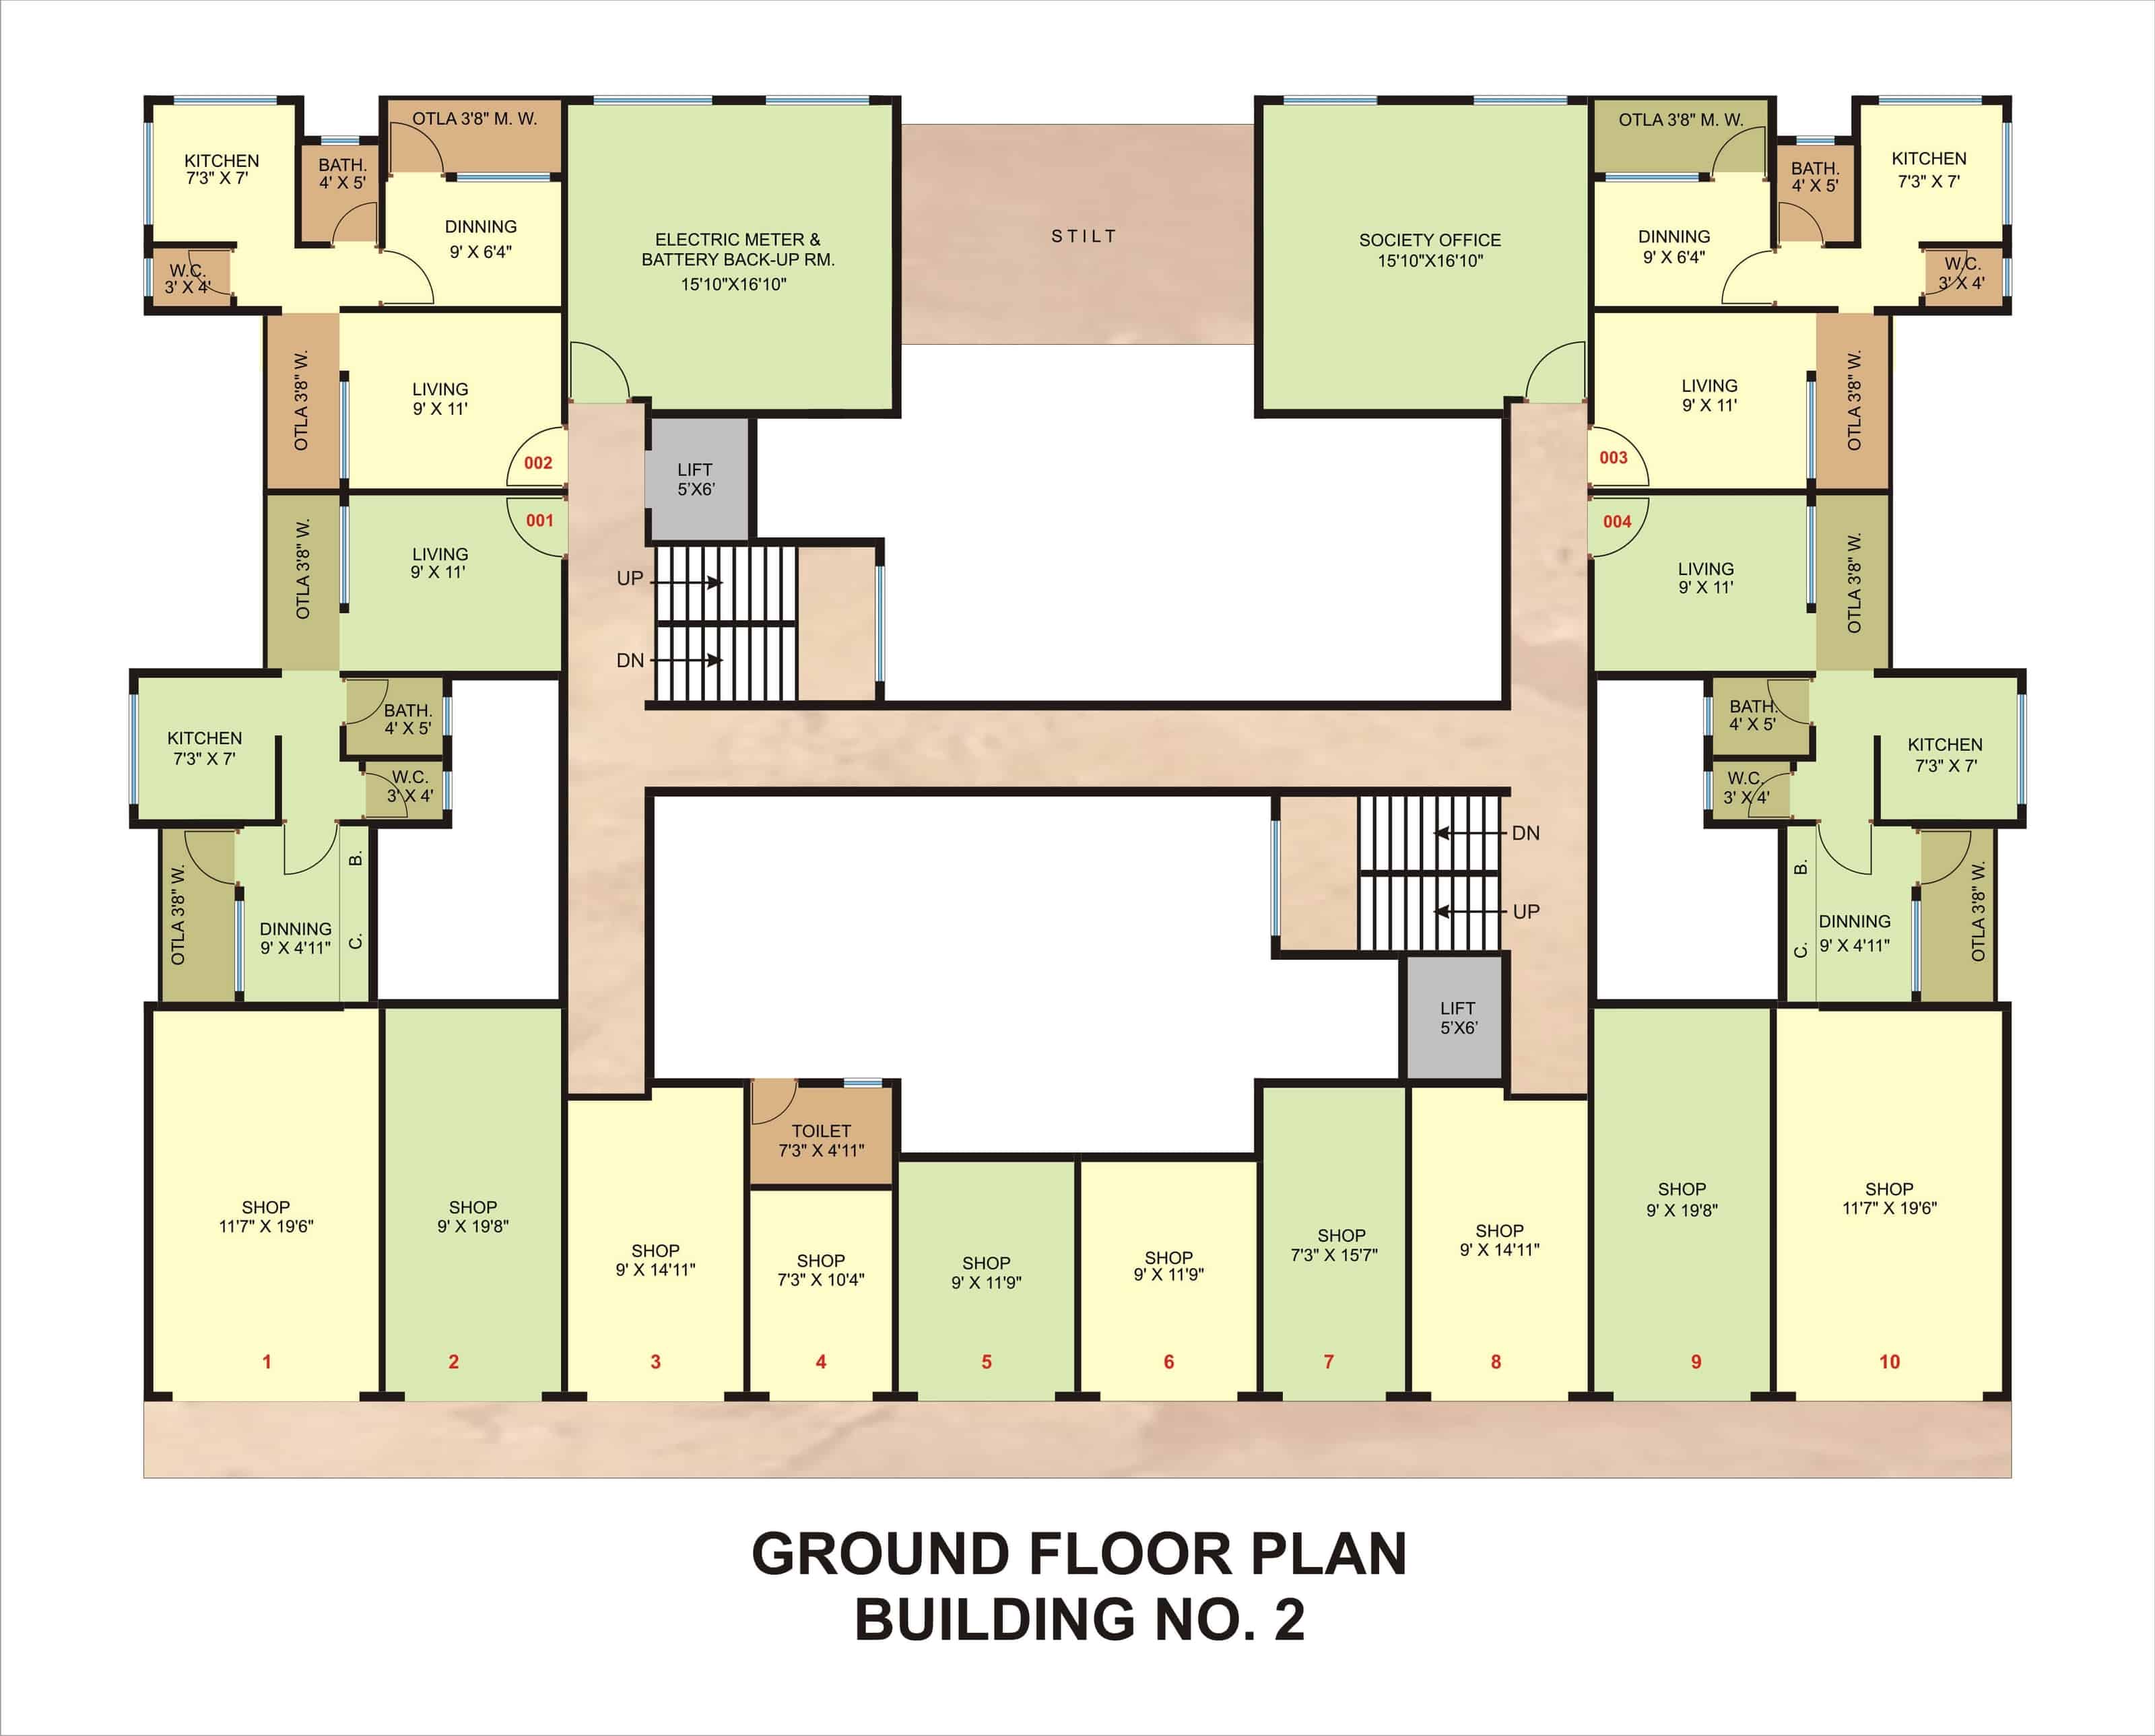 KITCHEN
7'3" X 7'
BATH.
4' X 5'
OTLA 3'8" M. W.
DINNING
9' X 6'4"
W.C.
3' X 4'
ELECTRIC METER &
BATTERY BACK-UP RM.
15'10"X16'10"
STILT
SOCIETY OFFICE
15'10"X16'10"
OTLA 3'8" M. W.
DINNING
9' X 6'4"
BATH.
4' X 5'
KITCHEN
7'3" X 7'
W.C.
3' X 4'
OTLA 3'8" W.
LIVING
9' X 11'
002
LIFT
5'X6'
003
LIVING
9' X 11'
OTLA 3'8" W.
OTLA 3'8" W.
LIVING
9' X 11'
001
UP
DN
004
LIVING
9' X 11'
OTLA 3'8" W.
KITCHEN
7'3" X 7'
BATH.
4' X 5'
W.C.
3' X 4'
BATH.
4' X 5'
W.C.
3' X 4'
KITCHEN
7'3" X 7'
OTLA 3'8" W.
DINNING
9' X 4'11"
B.
C.
DN
UP
LIFT
5'X6'
B.
C.
DINNING
9' X 4'11"
OTLA 3'8" W.
SHOP
11'7" X 19'6"
1
SHOP
9' X 19'8"
2
SHOP
9' X 14'11"
3
TOILET
7'3" X 4'11"
SHOP
7'3" X 10'4"
4
SHOP
9' X 11'9"
5
SHOP
9' X 11'9"
6
SHOP
7'3" X 15'7"
7
SHOP
9' X 14'11"
8
SHOP
9' X 19'8"
9
SHOP
11'7" X 19'6"
10
GROUND FLOOR PLAN
BUILDING NO. 2